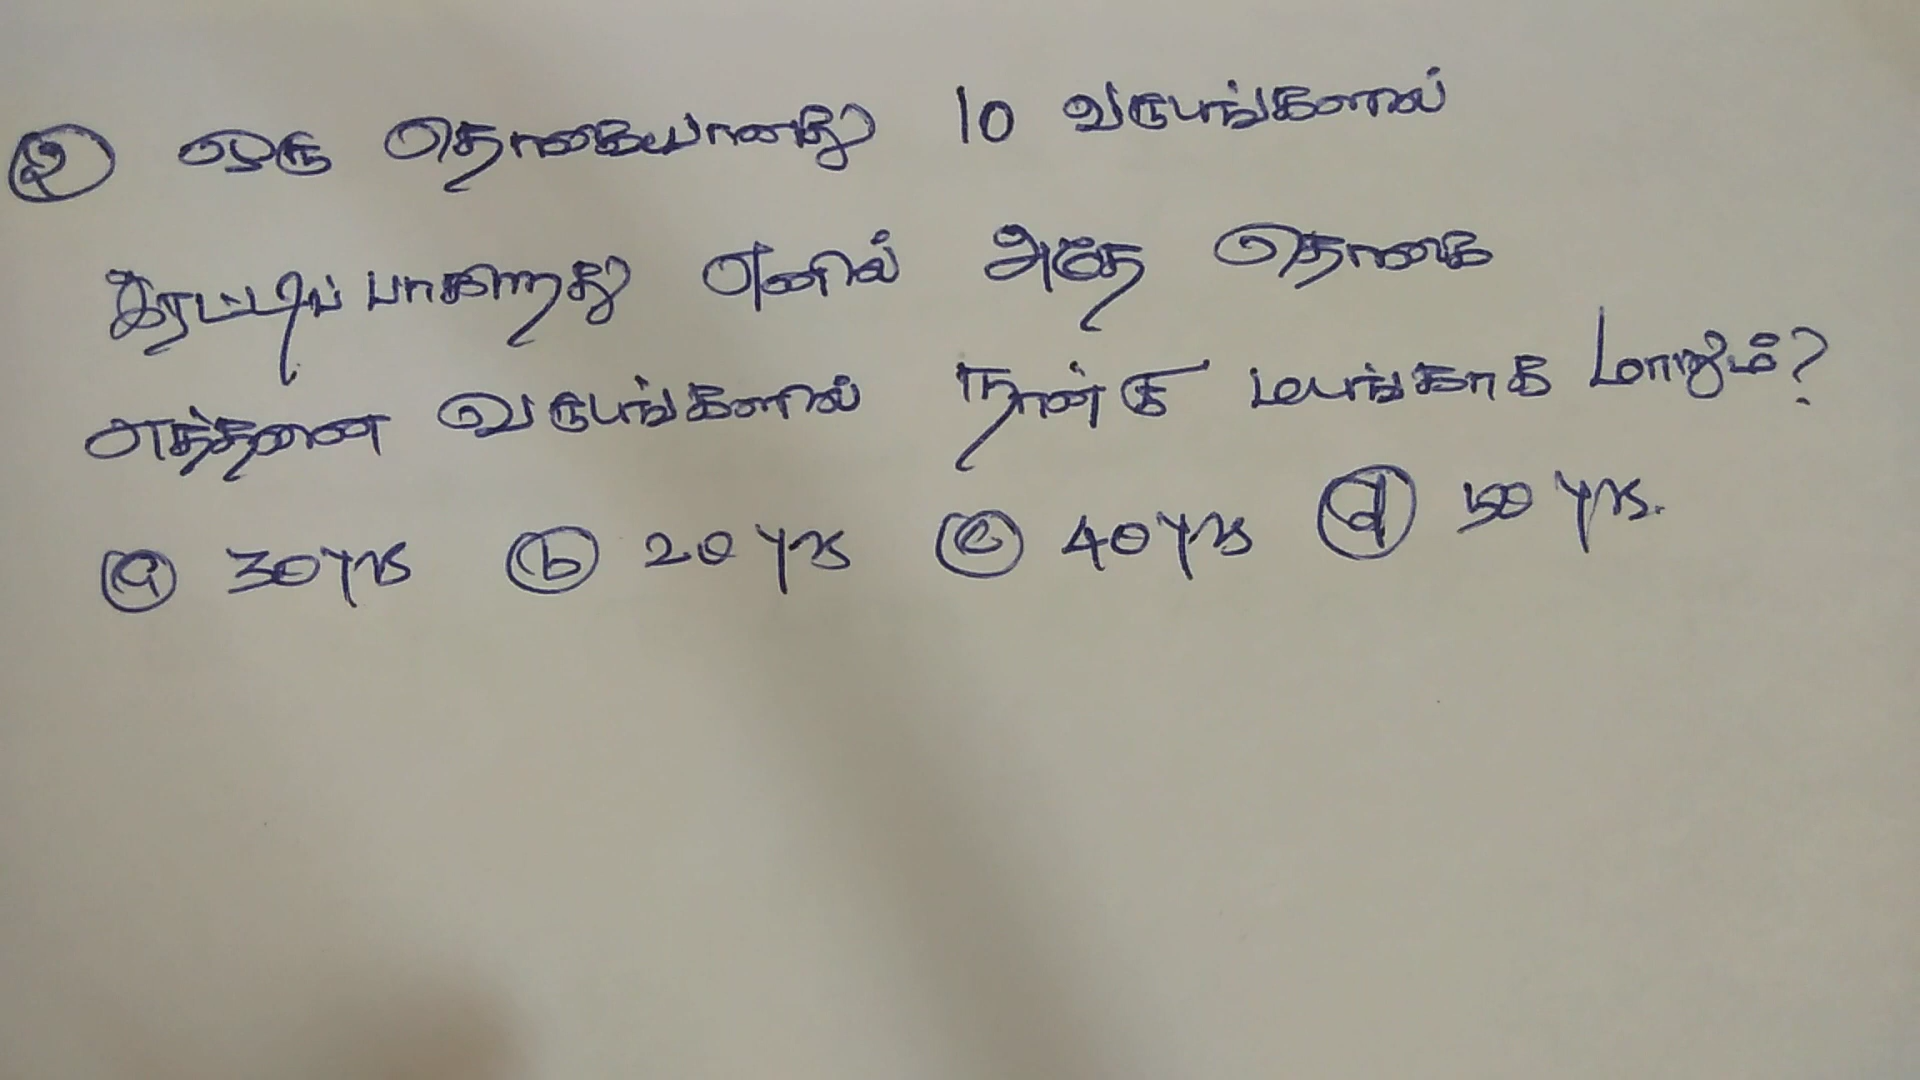 ② ஒரு தொகையானது 10 வருடங்களில்
இரட்டிப்பாகிறது எனில் அதே தொகை
எத்தனை வருடங்களில் நான்கு மடங்காக மாறும்?
ⓐ 30 yrs ⓑ 20 yrs ⓒ 40 yrs ⓓ 50 yrs.